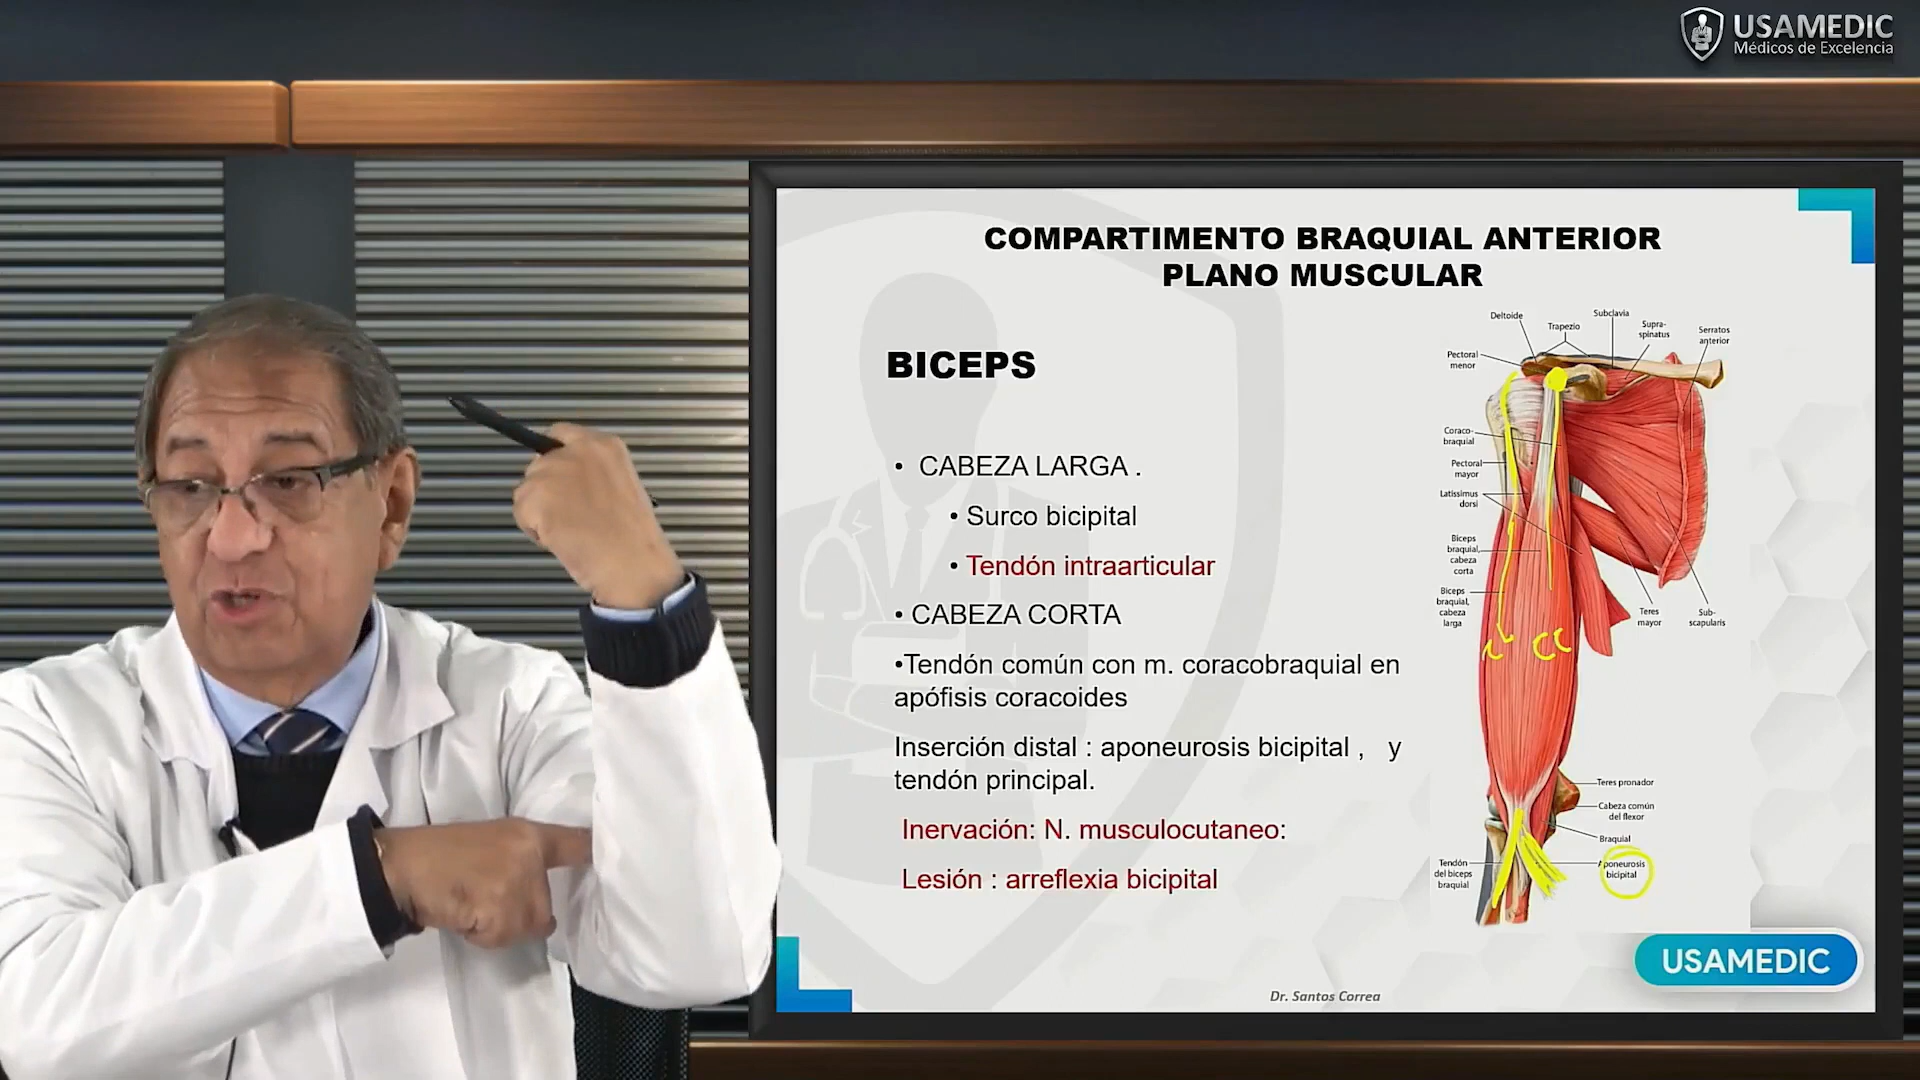 USAMEDIC
Médicos de Excelencia
COMPARTIMENTO BRAQUIAL ANTERIOR
PLANO MUSCULAR
BICEPS
• CABEZA LARGA .
• Surco bicipital
• Tendón intraarticular
• CABEZA CORTA
•Tendón común con m. coracobraquial en
apófisis coracoides
Inserción distal : aponeurosis bicipital , y
tendón principal.
Inervación: N. musculocutaneo:
Lesión : arreflexia bicipital
Deltoide
Trapezio
Subclavia
Supra-
spinatus
Serratos
anterior
Pectoral
menor
Coraco-
braquial
Pectoral
mayor
Latissimus
dorsi
Biceps
braquial,
cabeza
corta
Biceps
braquial,
cabeza
larga
Teres
mayor
Sub-
scapularis
Teres pronador
Cabeza común
del flexor
Braquial
Aponeurosis
bicipital
Tendón
del biceps
braquial
CC
USAMEDIC
Dr. Santos Correa